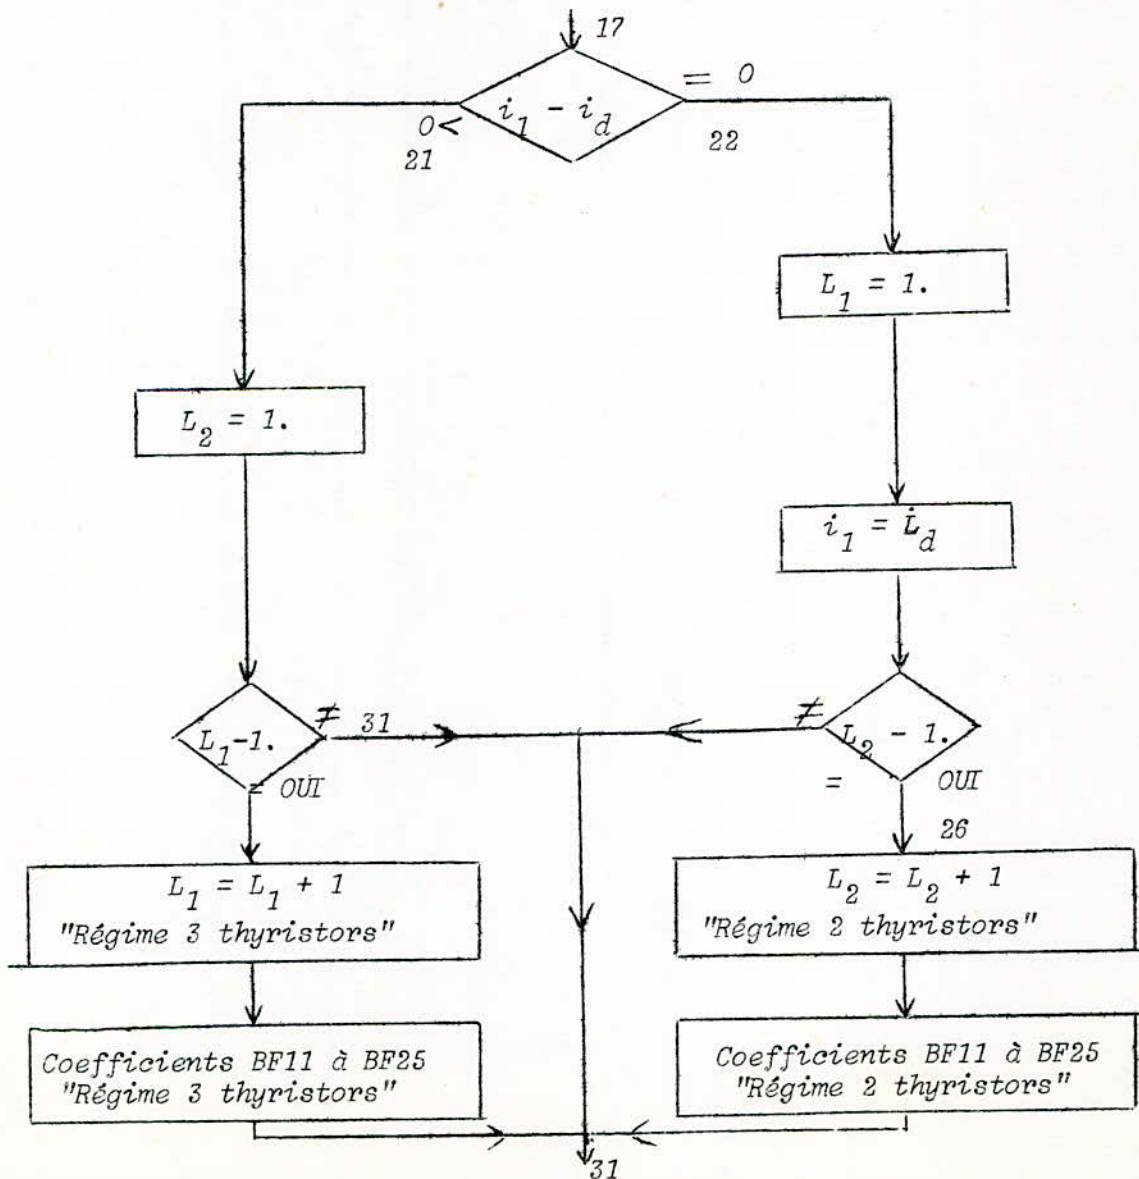 17
= 0
i1 - id
0<
21
22
L1 = 1.
L2 = 1.
i1 = Ld
L1-1.
≠
31
≠
L2 - 1.
= OUI
= OUI
26
L1 = L1 + 1
"Régime 3 thyristors"
L2 = L2 + 1
"Régime 2 thyristors"
Coefficients BF11 à BF25
"Régime 3 thyristors"
Coefficients BF11 à BF25
"Régime 2 thyristors"
31